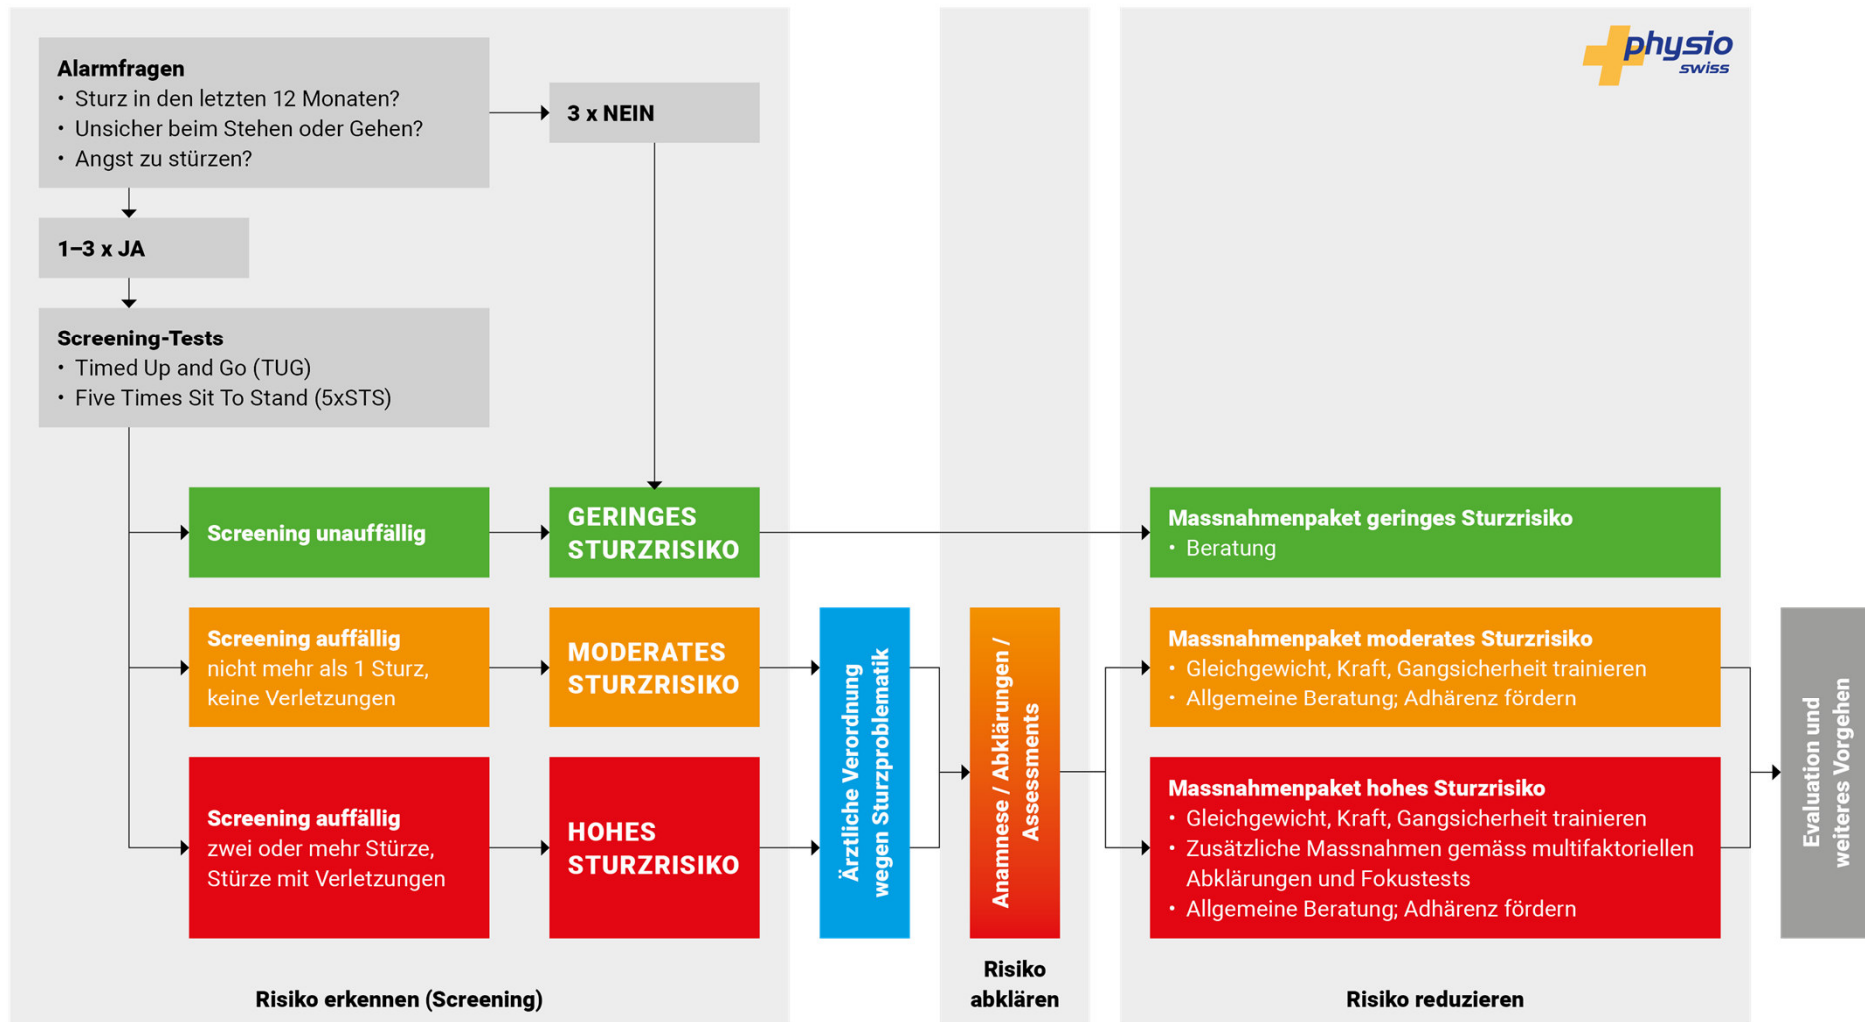 physio
swiss
Alarmfragen
• Sturz in den letzten 12 Monaten?
• Unsicher beim Stehen oder Gehen?
• Angst zu stürzen?
3 x NEIN
1–3 x JA
Screening-Tests
• Timed Up and Go (TUG)
• Five Times Sit To Stand (5xSTS)
Screening unauffällig
GERINGES
STURZRISIKO
Massnahmenpaket geringes Sturzrisiko
• Beratung
Screening auffällig
nicht mehr als 1 Sturz,
keine Verletzungen
MODERATES
STURZRISIKO
Screening auffällig
zwei oder mehr Stürze,
Stürze mit Verletzungen
HOHES
STURZRISIKO
Ärztliche Verordnung
wegen Sturzproblematik
Anamnese / Abklärungen /
Assessments
Massnahmenpaket moderates Sturzrisiko
• Gleichgewicht, Kraft, Gangsicherheit trainieren
• Allgemeine Beratung; Adhärenz fördern
Massnahmenpaket hohes Sturzrisiko
• Gleichgewicht, Kraft, Gangsicherheit trainieren
• Zusätzliche Massnahmen gemäss multifaktoriellen
Abklärungen und Fokustests
• Allgemeine Beratung; Adhärenz fördern
Evaluation und
weiteres Vorgehen
Risiko erkennen (Screening)
Risiko
abklären
Risiko reduzieren